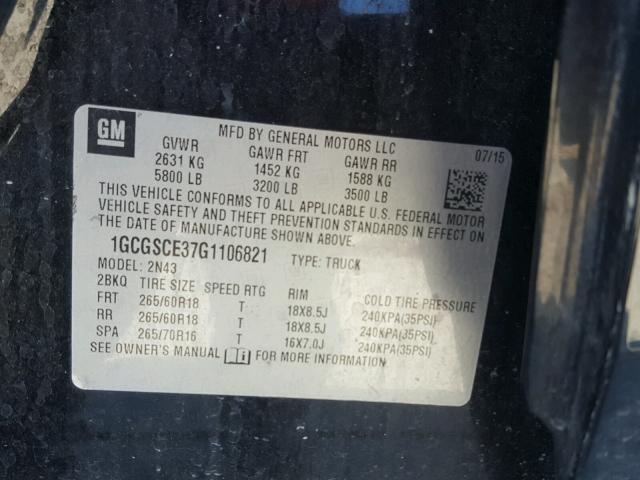 GM
MFD BY GENERAL MOTORS LLC 07/15
GVWR GAWR FRT GAWR RR
2631 KG 1452 KG 1588 KG
5800 LB 3200 LB 3500 LB
THIS VEHICLE CONFORMS TO ALL APPLICABLE U.S. FEDERAL MOTOR
VEHICLE SAFETY AND THEFT PREVENTION STANDARDS IN EFFECT ON
THE DATE OF MANUFACTURE SHOWN ABOVE.
1GCGSCE37G1106821 TYPE: TRUCK
MODEL: 2N43
2BKQ TIRE SIZE SPEED RTG RIM COLD TIRE PRESSURE
FRT 265/60R18 T 18X8.5J 240KPA(35PSI)
RR 265/60R18 T 18X8.5J 240KPA(35PSI)
SPA 265/70R16 T 16X7.0J 240KPA(35PSI)
SEE OWNER'S MANUAL FOR MORE INFORMATION